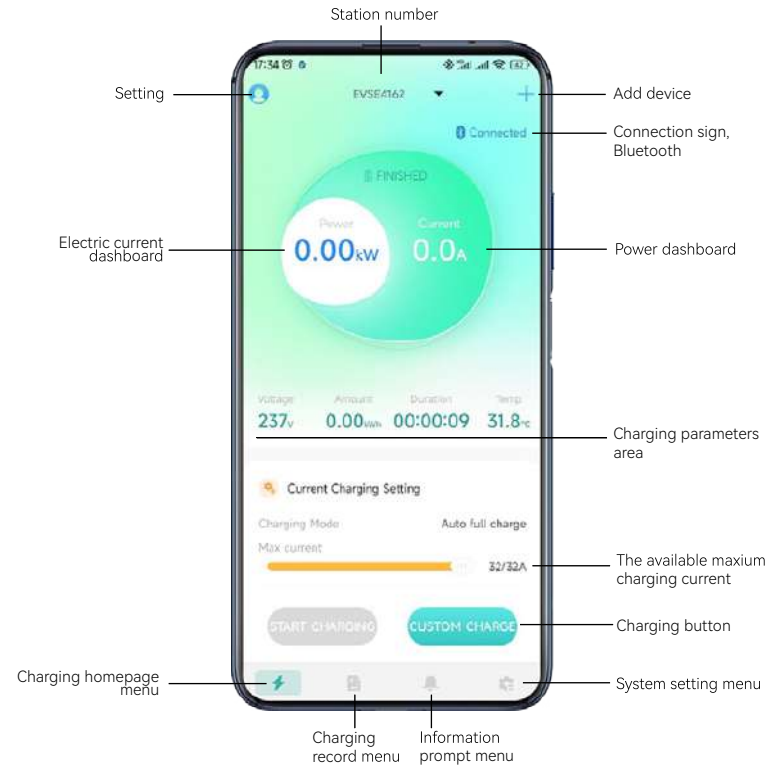 Station number
17:34
82
Setting
EVSE4162
Add device
Connected
Connection sign,
Bluetooth
FINISHED
Power
Current
0.00kW
0.0A
Electric current
dashboard
Power dashboard
Voltage Amount Duration Temp
237V 0.00kWh 00:00:09 31.8℃
Charging parameters
area
Current Charging Setting
Charging Mode Auto full charge
Max current
32/32A
The available maxium
charging current
START CHARGING CUSTOM CHARGE
Charging button
Charging homepage
menu
System setting menu
Charging
record menu
Information
prompt menu